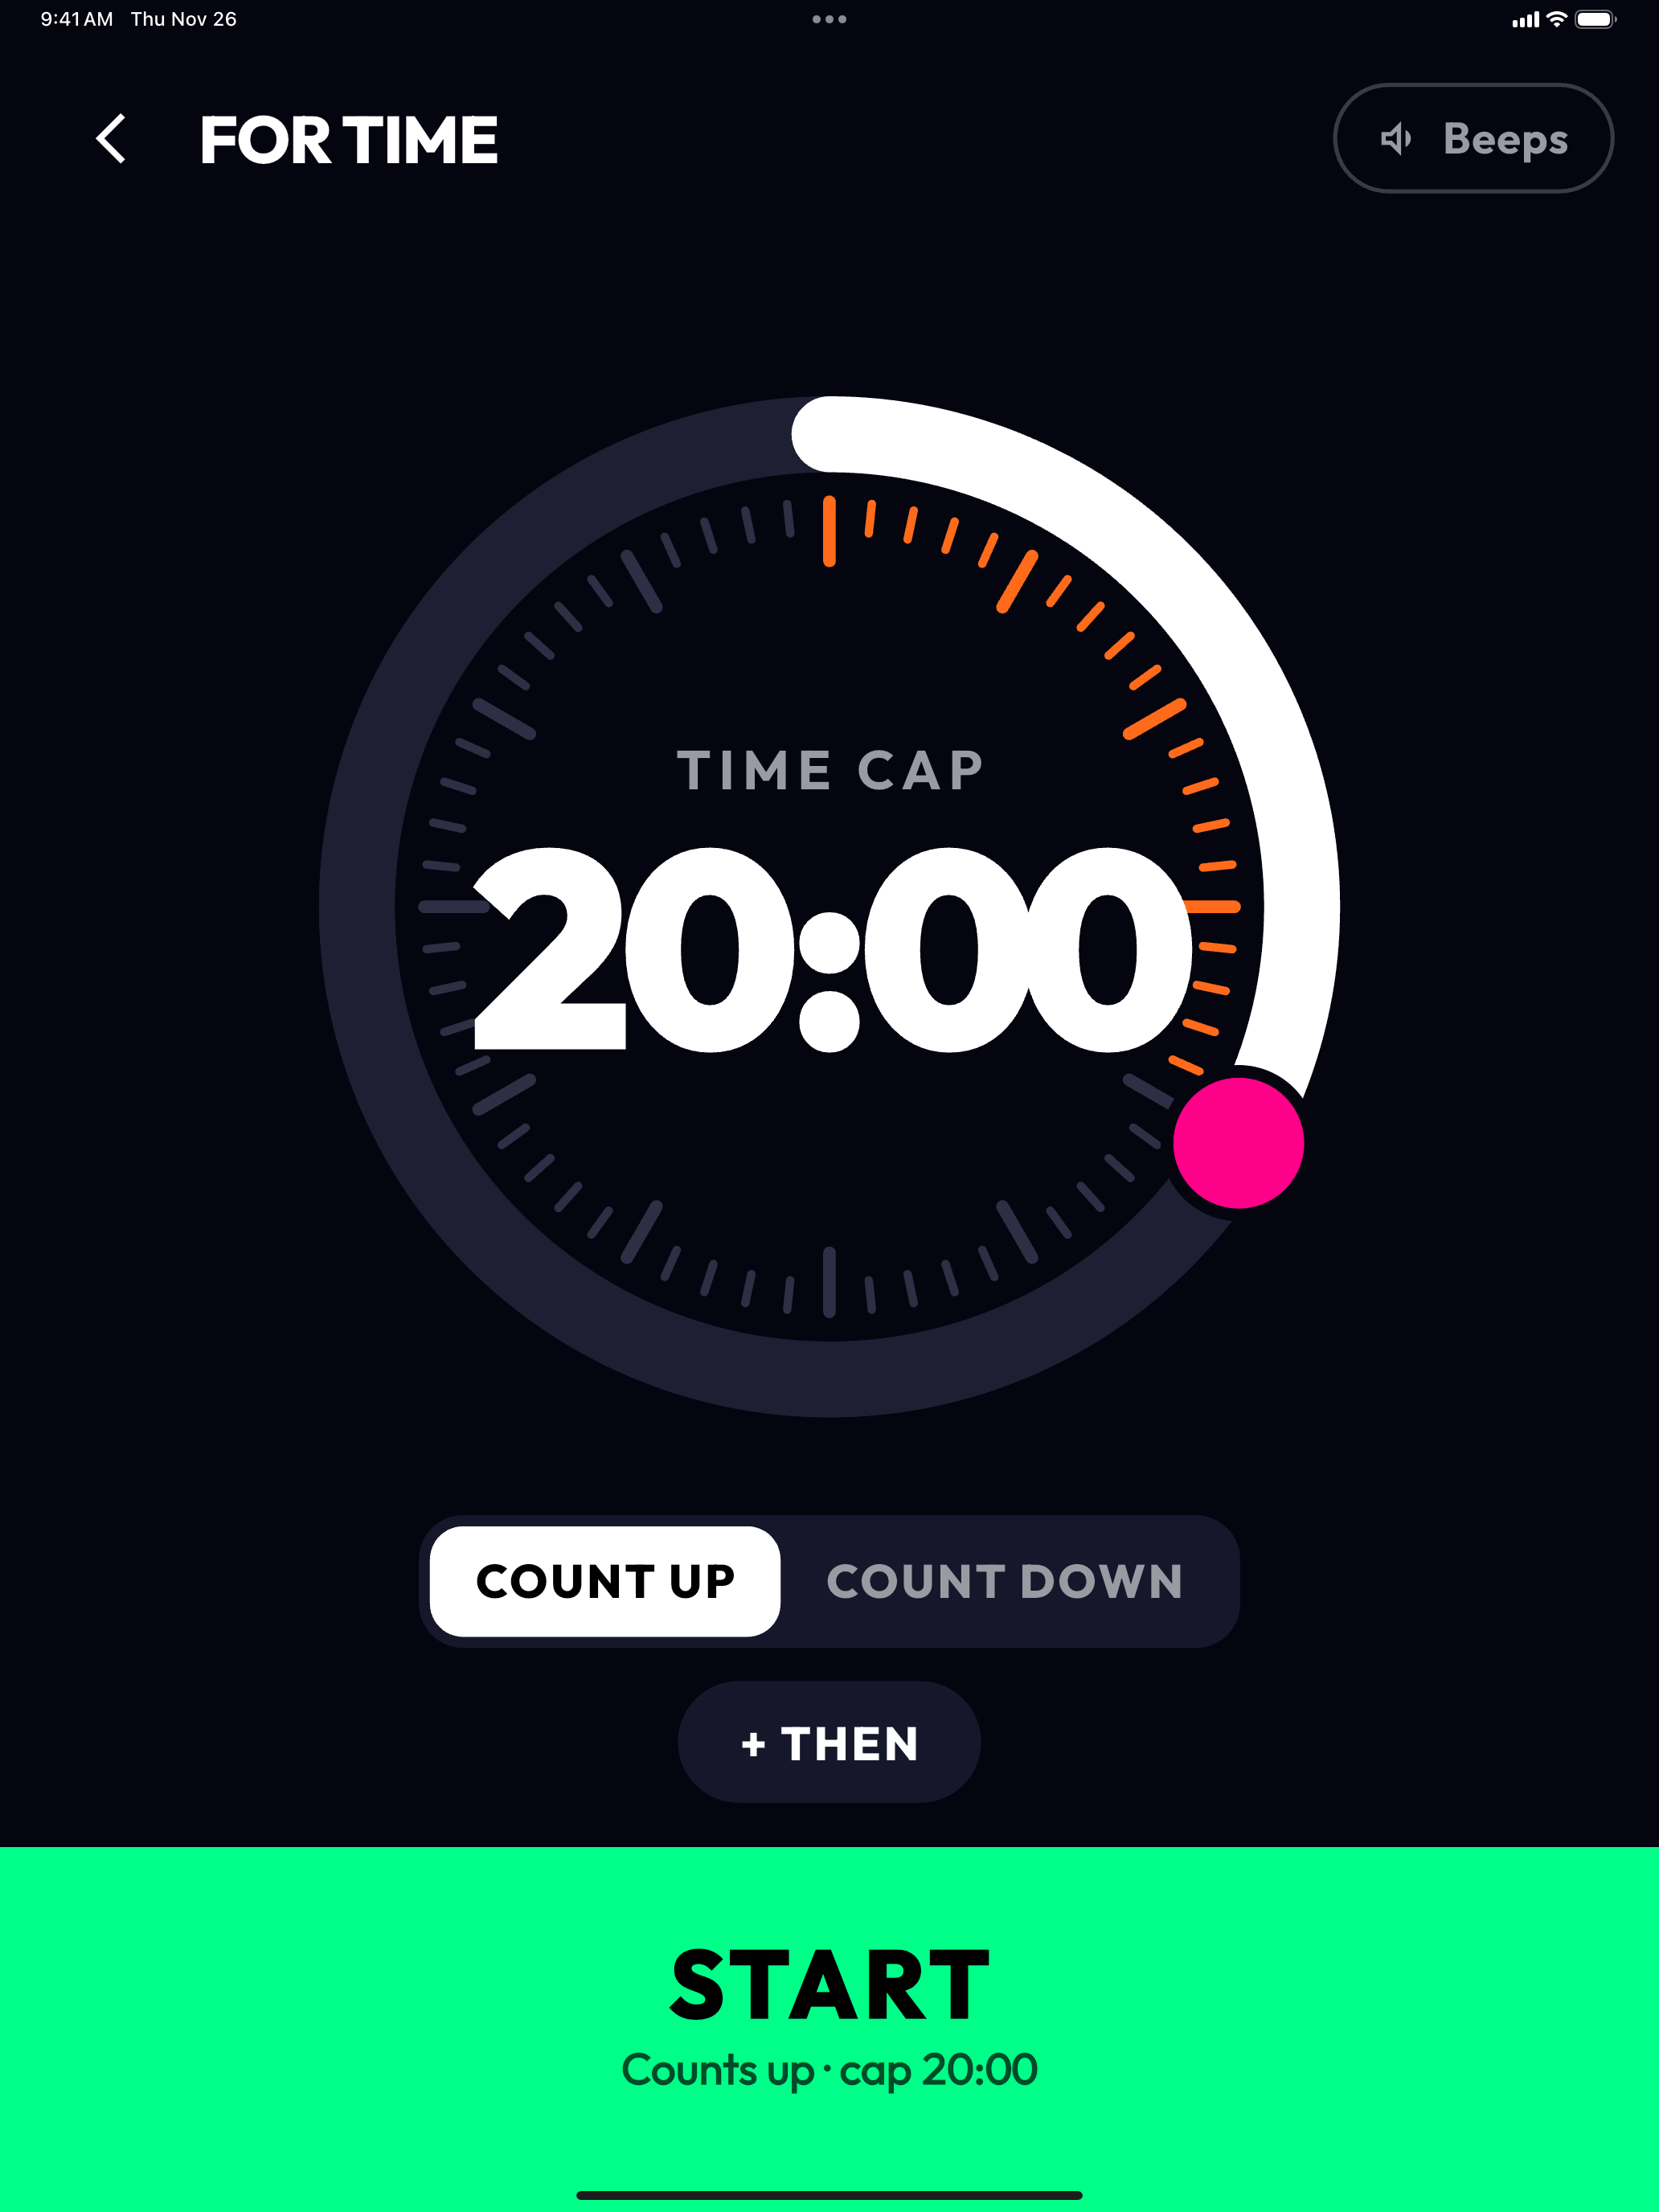 9:41 AM Thu Nov 26
FOR TIME
Beeps
TIME CAP
20:00
COUNT UP
COUNT DOWN
+ THEN
START
Counts up · cap 20:00